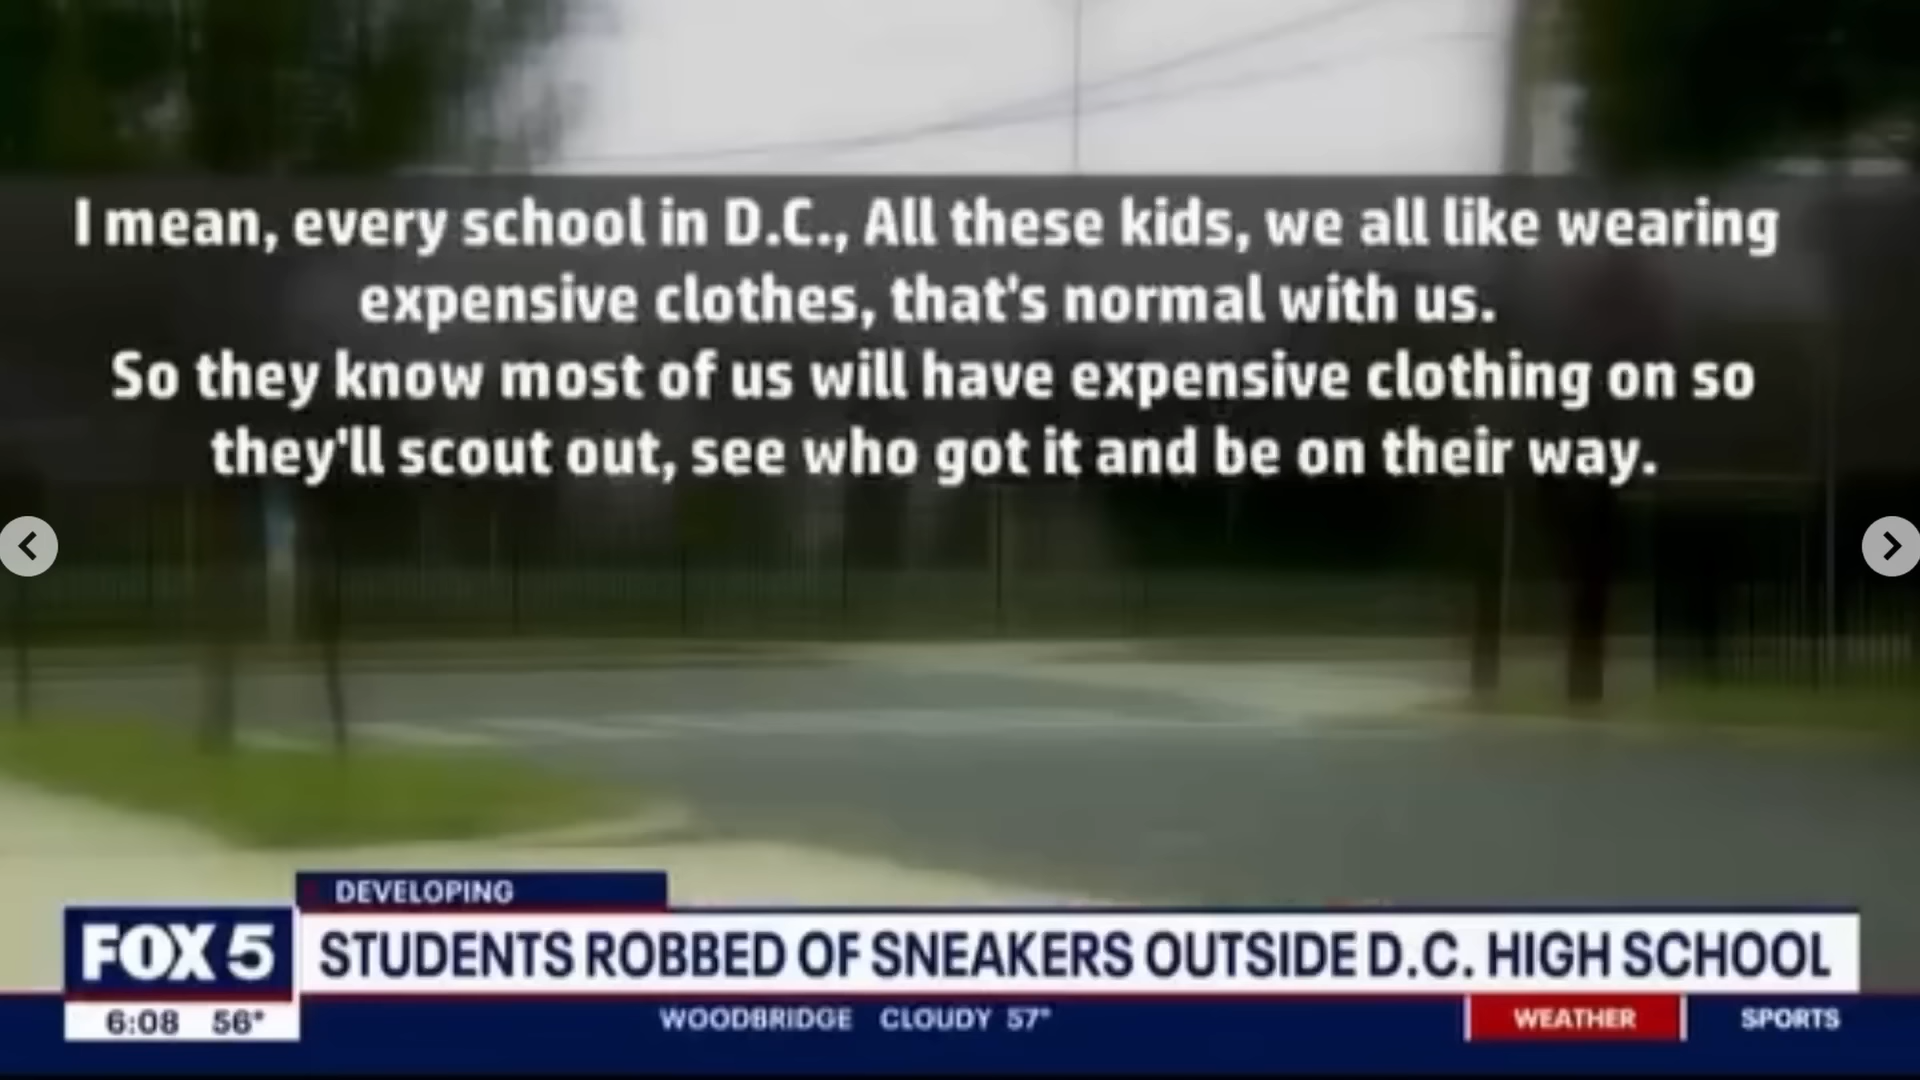 I mean, every school in D.C., All these kids, we all like wearing
expensive clothes, that's normal with us.
So they know most of us will have expensive clothing on so
they'll scout out, see who got it and be on their way.
DEVELOPING
FOX 5
STUDENTS ROBBED OF SNEAKERS OUTSIDE D.C. HIGH SCHOOL
6:08 56°
WOODBRIDGE CLOUDY 57°
WEATHER
SPORTS